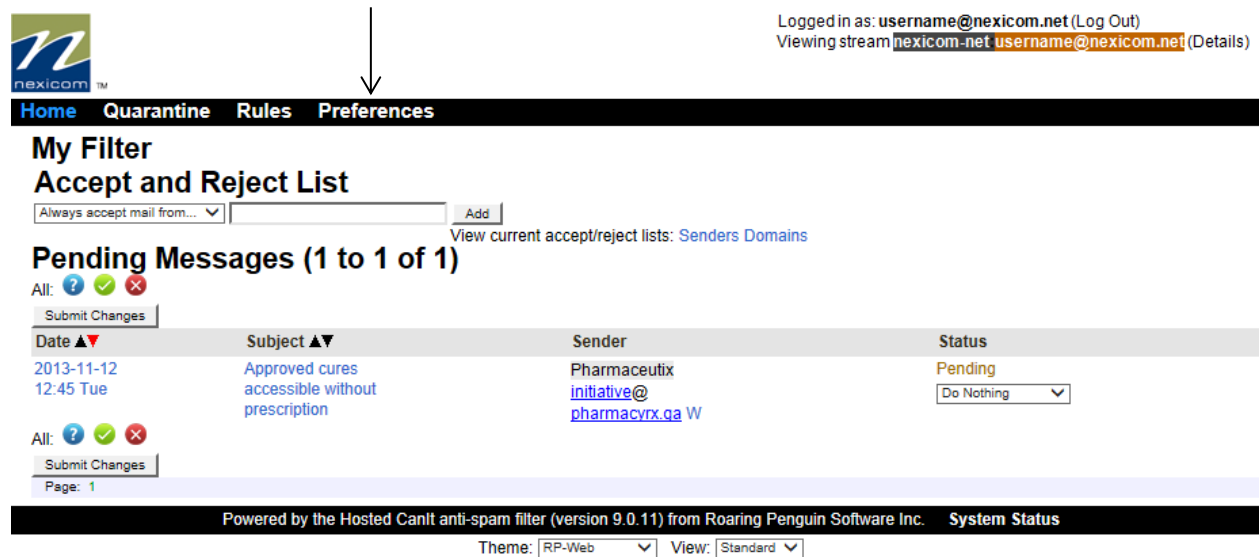 nexicom TM
Logged in as: username@nexicom.net (Log Out)
Viewing stream nexicom-net:username@nexicom.net (Details)
Home Quarantine Rules Preferences
My Filter
Accept and Reject List
Always accept mail from... Add
View current accept/reject lists: Senders Domains
Pending Messages (1 to 1 of 1)
All: ?
Submit Changes
Date ▲▼ Subject ▲▼ Sender Status
2013-11-12 Approved cures Pharmaceutix Pending
12:45 Tue accessible without initiative@ Do Nothing
prescription pharmacyrx.qa W
All: ?
Submit Changes
Page: 1
Powered by the Hosted CanIt anti-spam filter (version 9.0.11) from Roaring Penguin Software Inc. System Status
Theme: RP-Web View: Standard